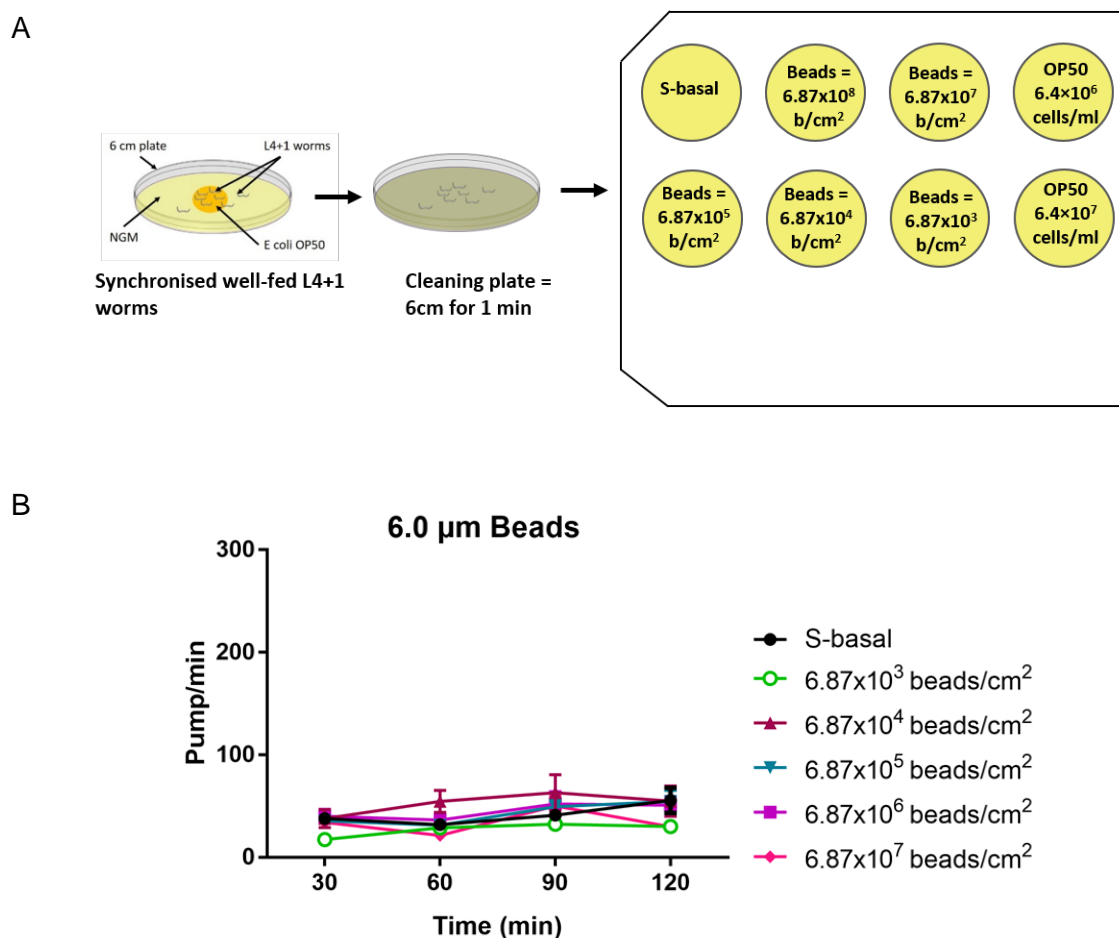 A
6 cm plate
L4+1 worms
NGM
E coli OP50
Synchronised well-fed L4+1
worms
Cleaning plate =
6cm for 1 min
S-basal
Beads =
6.87x10⁸
b/cm²
Beads =
6.87x10⁷
b/cm²
OP50
6.4×10⁶
cells/ml
Beads =
6.87x10⁵
b/cm²
Beads =
6.87x10⁴
b/cm²
Beads =
6.87x10³
b/cm²
OP50
6.4×10⁷
cells/ml
B
6.0 µm Beads
Pump/min
300
200
100
0
30 60 90 120
Time (min)
S-basal
6.87x10³ beads/cm²
6.87x10⁴ beads/cm²
6.87x10⁵ beads/cm²
6.87x10⁶ beads/cm²
6.87x10⁷ beads/cm²